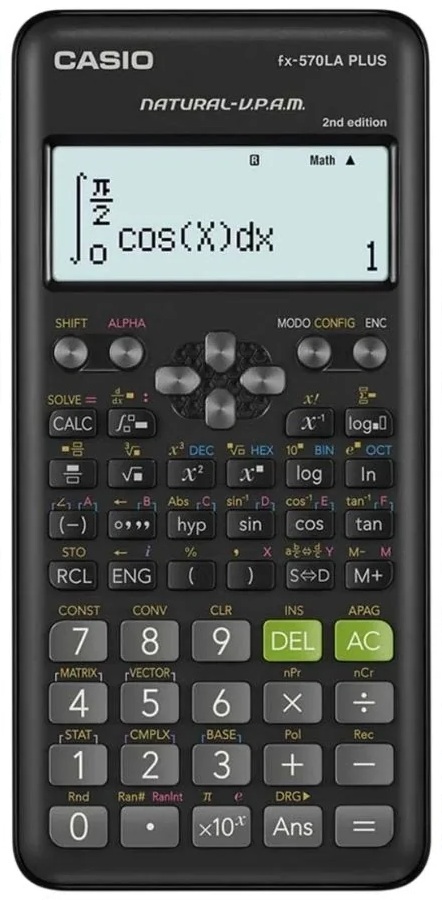 CASIO fx-570LA PLUS
NATURAL-V.P.A.M.
2nd edition
R Math ▲
∫ 0 π/2 cos(X)dx 1
SHIFT ALPHA MODO CONFIG ENC
SOLVE = d/dx ■ : x! Σ■
CALC ∫■ x⁻¹ log■□
■■/■ ³√■ x³ DEC ■√□ HEX 10■ BIN e■ OCT
■/□ √■ x² x■ log ln
∠ A ← B Abs C sin⁻¹ D cos⁻¹ E tan⁻¹ F
(−) °,,, hyp sin cos tan
STO ← i % , X a b/c⇔d/c Y M− M
RCL ENG ( ) S⇔D M+
CONST CONV CLR INS APAG
7 8 9 DEL AC
MATRIX VECTOR nPr nCr
4 5 6 × ÷
STAT CMPLX BASE Pol Rec
1 2 3 + −
Rnd Ran# RanInt π e DRG▶
0 . ×10ˣ Ans =